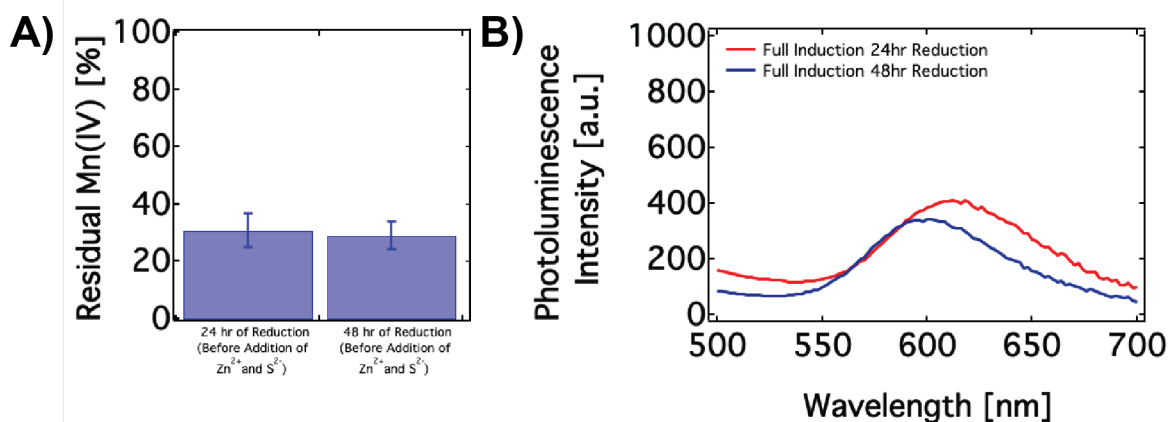 A)
Residual Mn(IV) [%]
100
80
60
40
20
0
24 hr of Reduction
(Before Addition of
Zn²⁺and S²⁻)
48 hr of Reduction
(Before Addition of
Zn²⁺and S²⁻)
B)
Photoluminescence
Intensity [a.u.]
1000
800
600
400
200
0
Full Induction 24hr Reduction
Full Induction 48hr Reduction
500 550 600 650 700
Wavelength [nm]